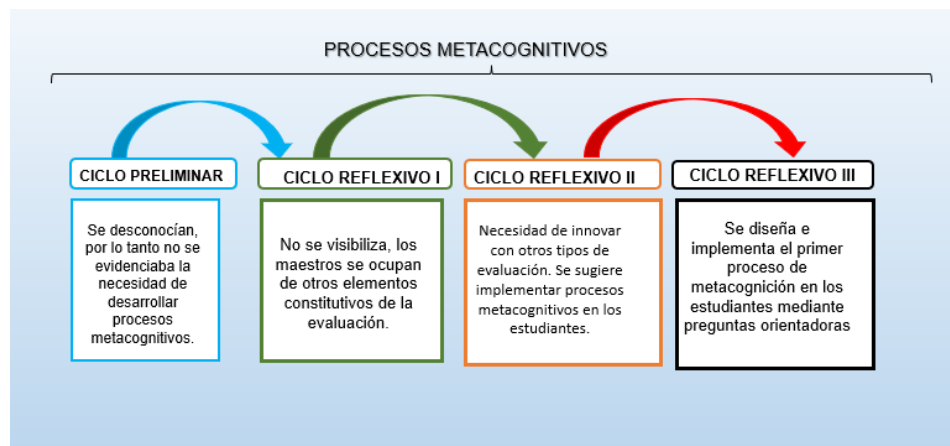 PROCESOS METACOGNITIVOS
CICLO PRELIMINAR
Se desconocían,
por lo tanto no se
evidenciaba la
necesidad de
desarrollar
procesos
metacognitivos.
CICLO REFLEXIVO I
No se visibiliza, los
maestros se ocupan
de otros elementos
constitutivos de la
evaluación.
CICLO REFLEXIVO II
Necesidad de innovar
con otros tipos de
evaluación. Se sugiere
implementar procesos
metacognitivos en los
estudiantes.
CICLO REFLEXIVO III
Se diseña e
implementa el primer
proceso de
metacognición en los
estudiantes mediante
preguntas orientadoras